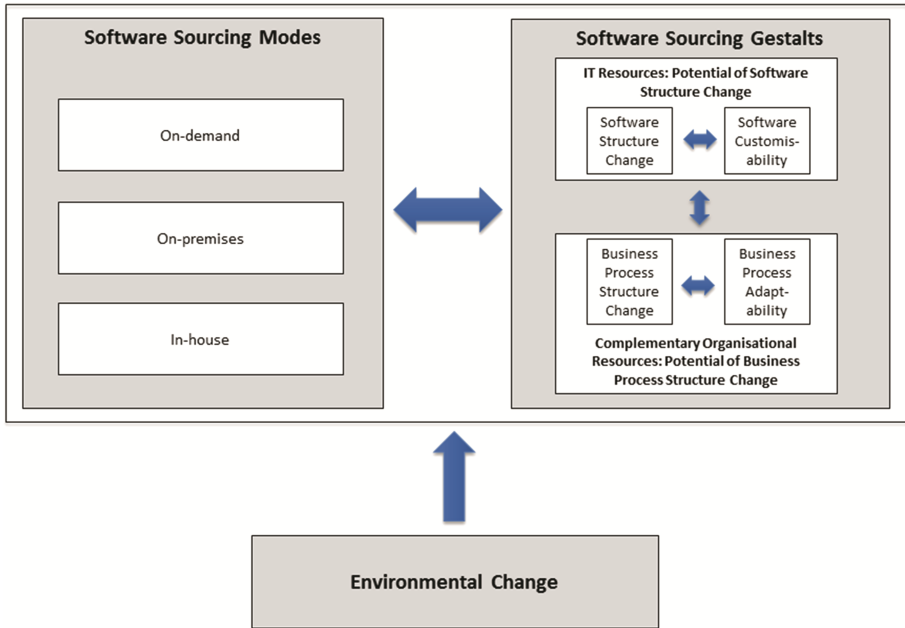 Software Sourcing Modes
On-demand
On-premises
In-house
Software Sourcing Gestalts
IT Resources: Potential of Software
Structure Change
Software
Structure
Change
Software
Customis-
ability
Business
Process
Structure
Change
Business
Process
Adapt-
ability
Complementary Organisational
Resources: Potential of Business
Process Structure Change
Environmental Change